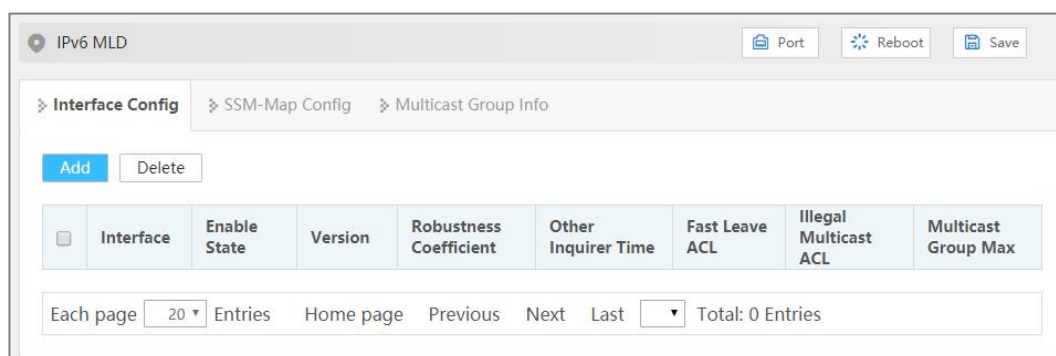 IPv6 MLD Port Reboot Save
Interface Config SSM-Map Config Multicast Group Info
Add Delete
Interface Enable State Version Robustness Coefficient Other Inquirer Time Fast Leave ACL Illegal Multicast ACL Multicast Group Max
Each page 20 Entries Home page Previous Next Last Total: 0 Entries